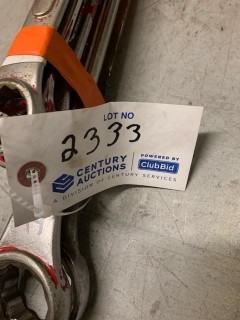 LOT NO
2333
CENTURY
AUCTIONS
A DIVISION OF CENTURY SERVICES
POWERED BY
ClubBid